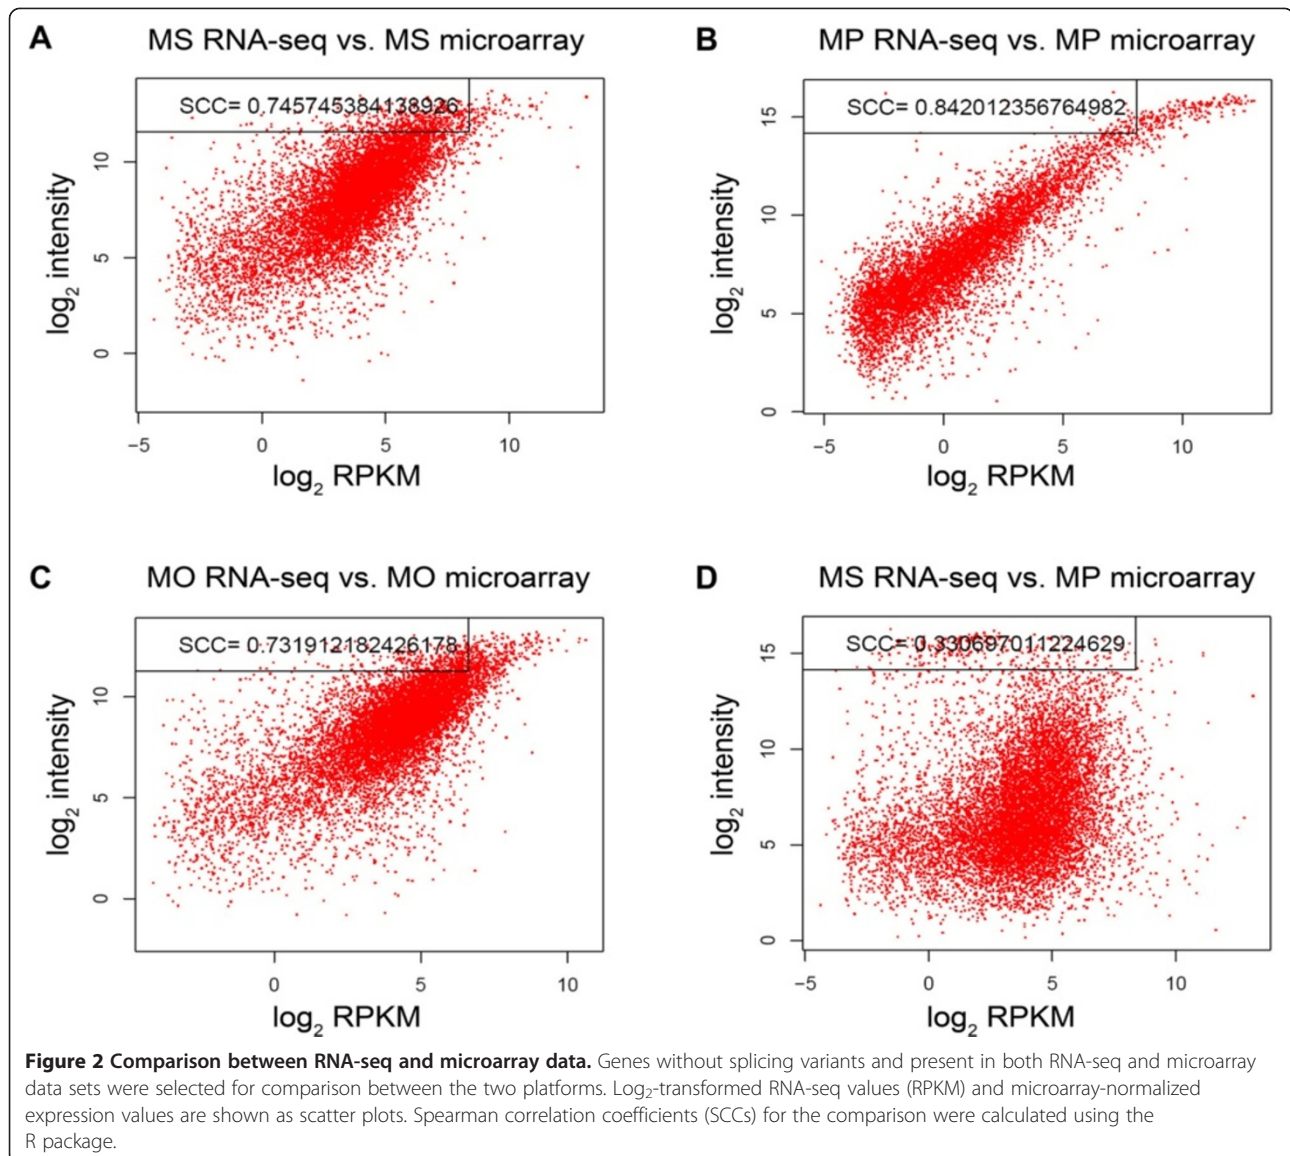 A MS RNA-seq vs. MS microarray
SCC= 0.745745384138926
log2 intensity
10
5
0
−5 0 5 10
log2 RPKM
B MP RNA-seq vs. MP microarray
SCC= 0.842012356764982
log2 intensity
15
10
5
0
−5 0 5 10
log2 RPKM
C MO RNA-seq vs. MO microarray
SCC= 0.731912182426178
log2 intensity
10
5
0
0 5 10
log2 RPKM
D MS RNA-seq vs. MP microarray
SCC= 0.330697011224629
log2 intensity
15
10
5
0
−5 0 5 10
log2 RPKM
Figure 2 Comparison between RNA-seq and microarray data. Genes without splicing variants and present in both RNA-seq and microarray
data sets were selected for comparison between the two platforms. Log2-transformed RNA-seq values (RPKM) and microarray-normalized
expression values are shown as scatter plots. Spearman correlation coefficients (SCCs) for the comparison were calculated using the
R package.